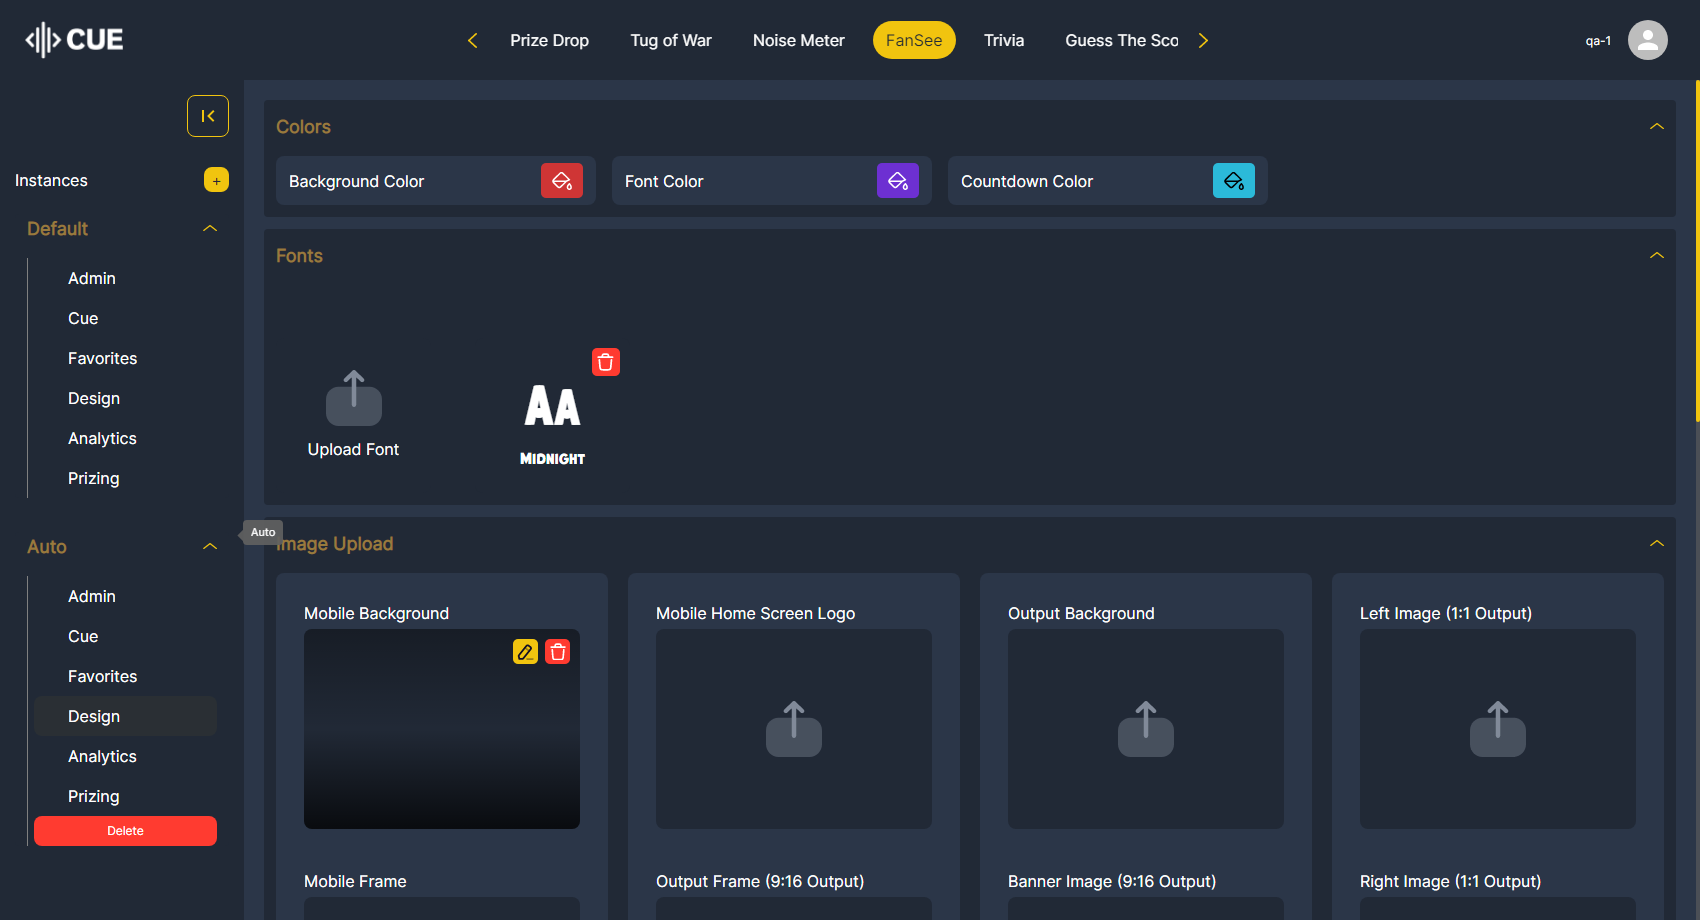 CUE
Prize Drop
Tug of War
Noise Meter
FanSee
Trivia
Guess The Sco
qa-1
Instances
+
Default
Admin
Cue
Favorites
Design
Analytics
Prizing
Auto
Admin
Cue
Favorites
Design
Analytics
Prizing
Delete
Auto
Colors
Background Color
Font Color
Countdown Color
Fonts
Upload Font
AA
MIDNIGHT
Image Upload
Mobile Background
Mobile Home Screen Logo
Output Background
Left Image (1:1 Output)
Mobile Frame
Output Frame (9:16 Output)
Banner Image (9:16 Output)
Right Image (1:1 Output)